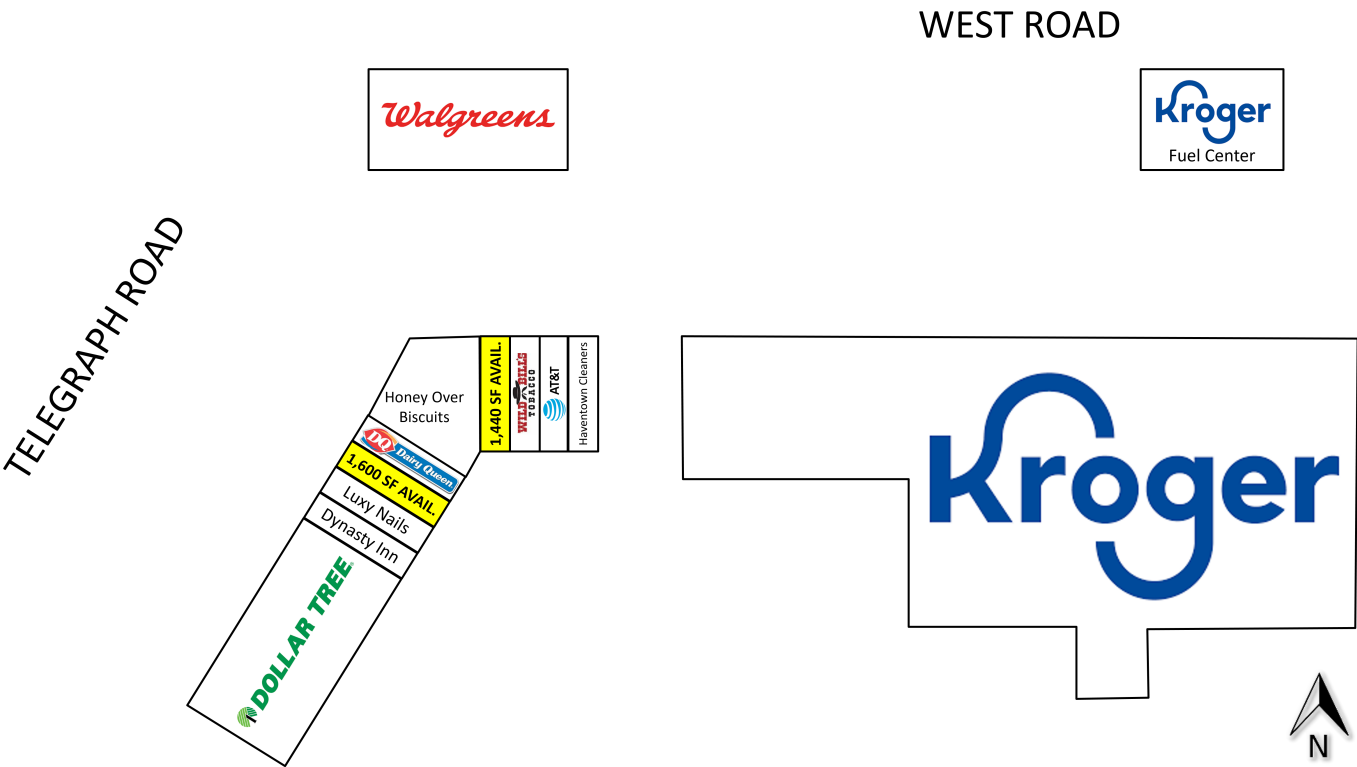 WEST ROAD
Walgreens
Kroger
Fuel Center
TELEGRAPH ROAD
Honey Over
Biscuits
1,440 SF AVAIL.
WILD BILL'S
TOBACCO
AT&T
Haventown Cleaners
DQ Dairy Queen
1,600 SF AVAIL.
Luxy Nails
Dynasty Inn
DOLLAR TREE
Kroger
N